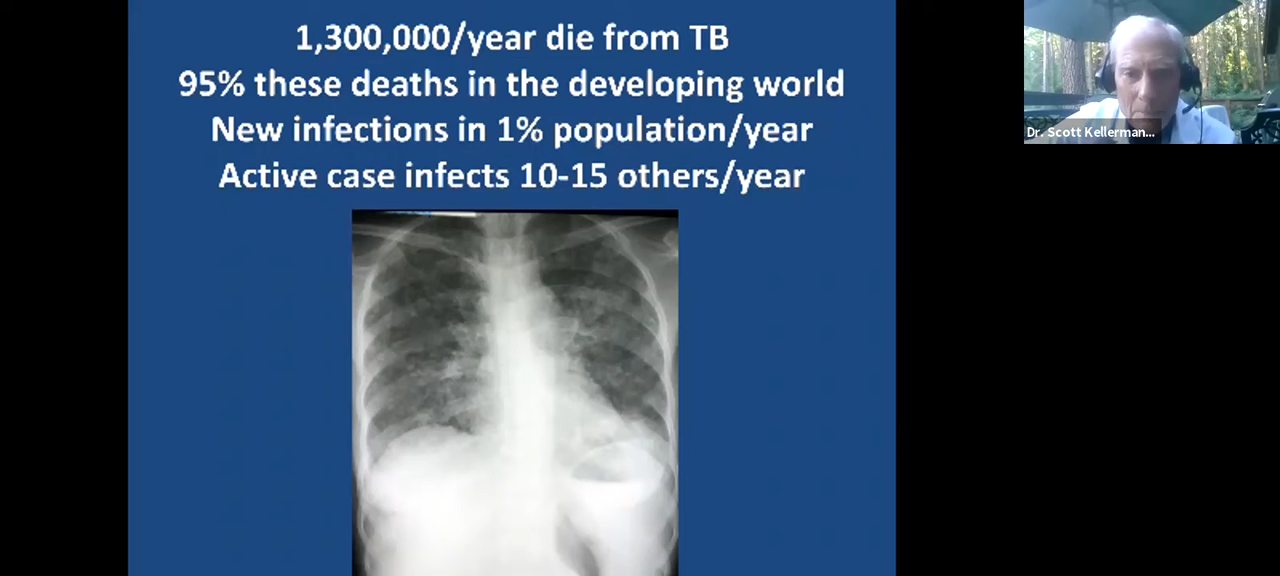 1,300,000/year die from TB
95% these deaths in the developing world
New infections in 1% population/year
Active case infects 10-15 others/year
Dr. Scott Kellerman...